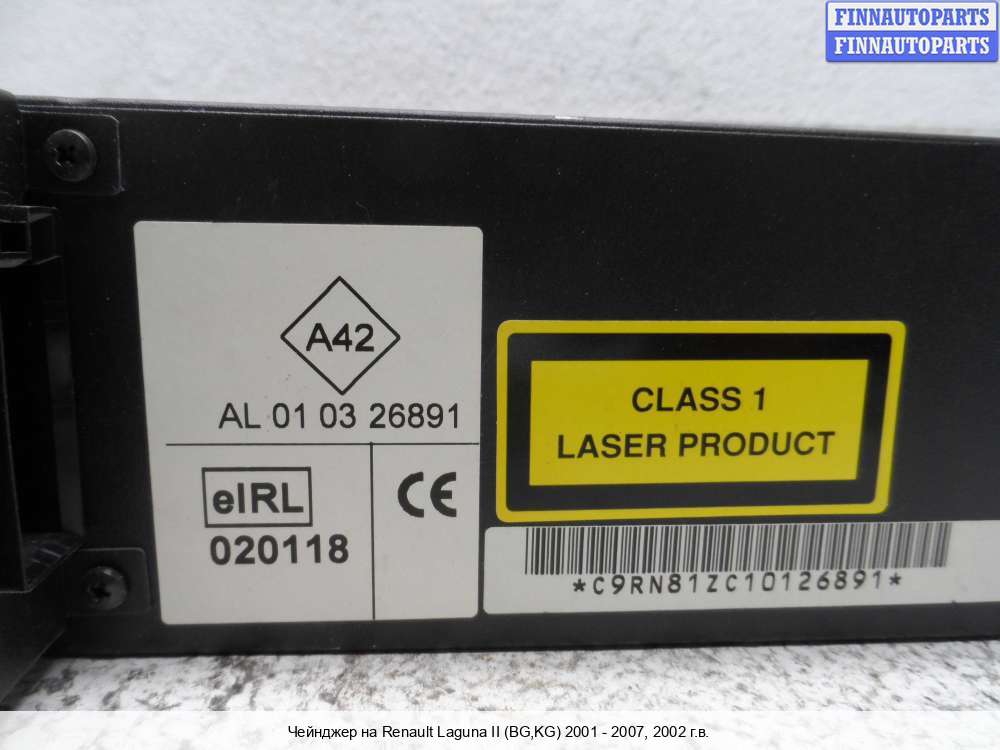 FINNAUTOPARTS
FINNAUTOPARTS
A42
AL 01 03 26891
eIRL
020118
CE
CLASS 1
LASER PRODUCT
*C9RN81ZC10126891*
Чейнджер на Renault Laguna II (BG,KG) 2001 - 2007, 2002 г.в.